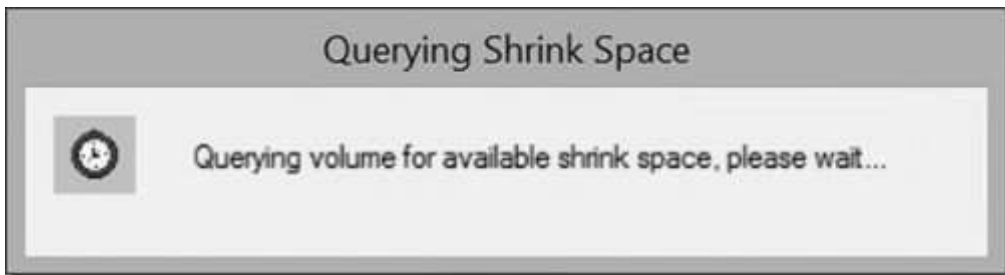 Querying Shrink Space
Querying volume for available shrink space, please wait...